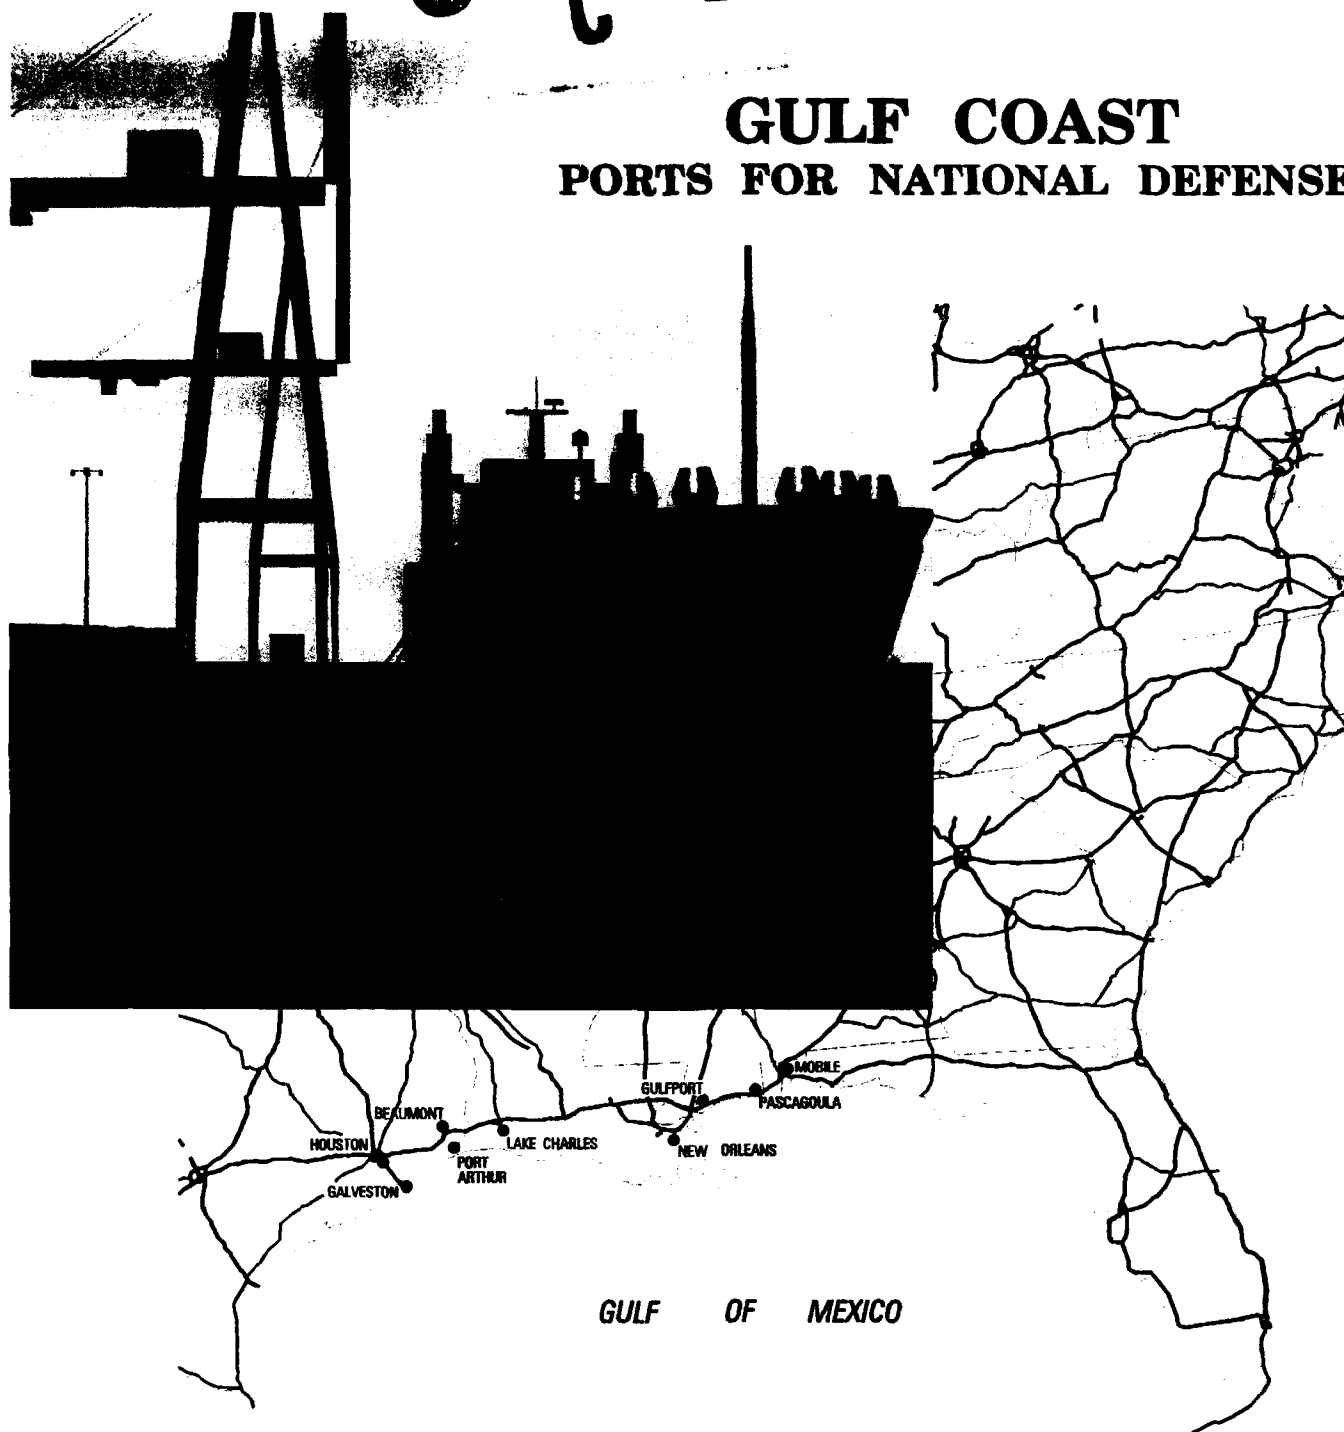 GULF COAST
PORTS FOR NATIONAL DEFENSE
MOBILE
GULFPORT
PASCAGOULA
BEAUMONT
HOUSTON
LAKE CHARLES
NEW ORLEANS
PORT
ARTHUR
GALVESTON
GULF OF MEXICO